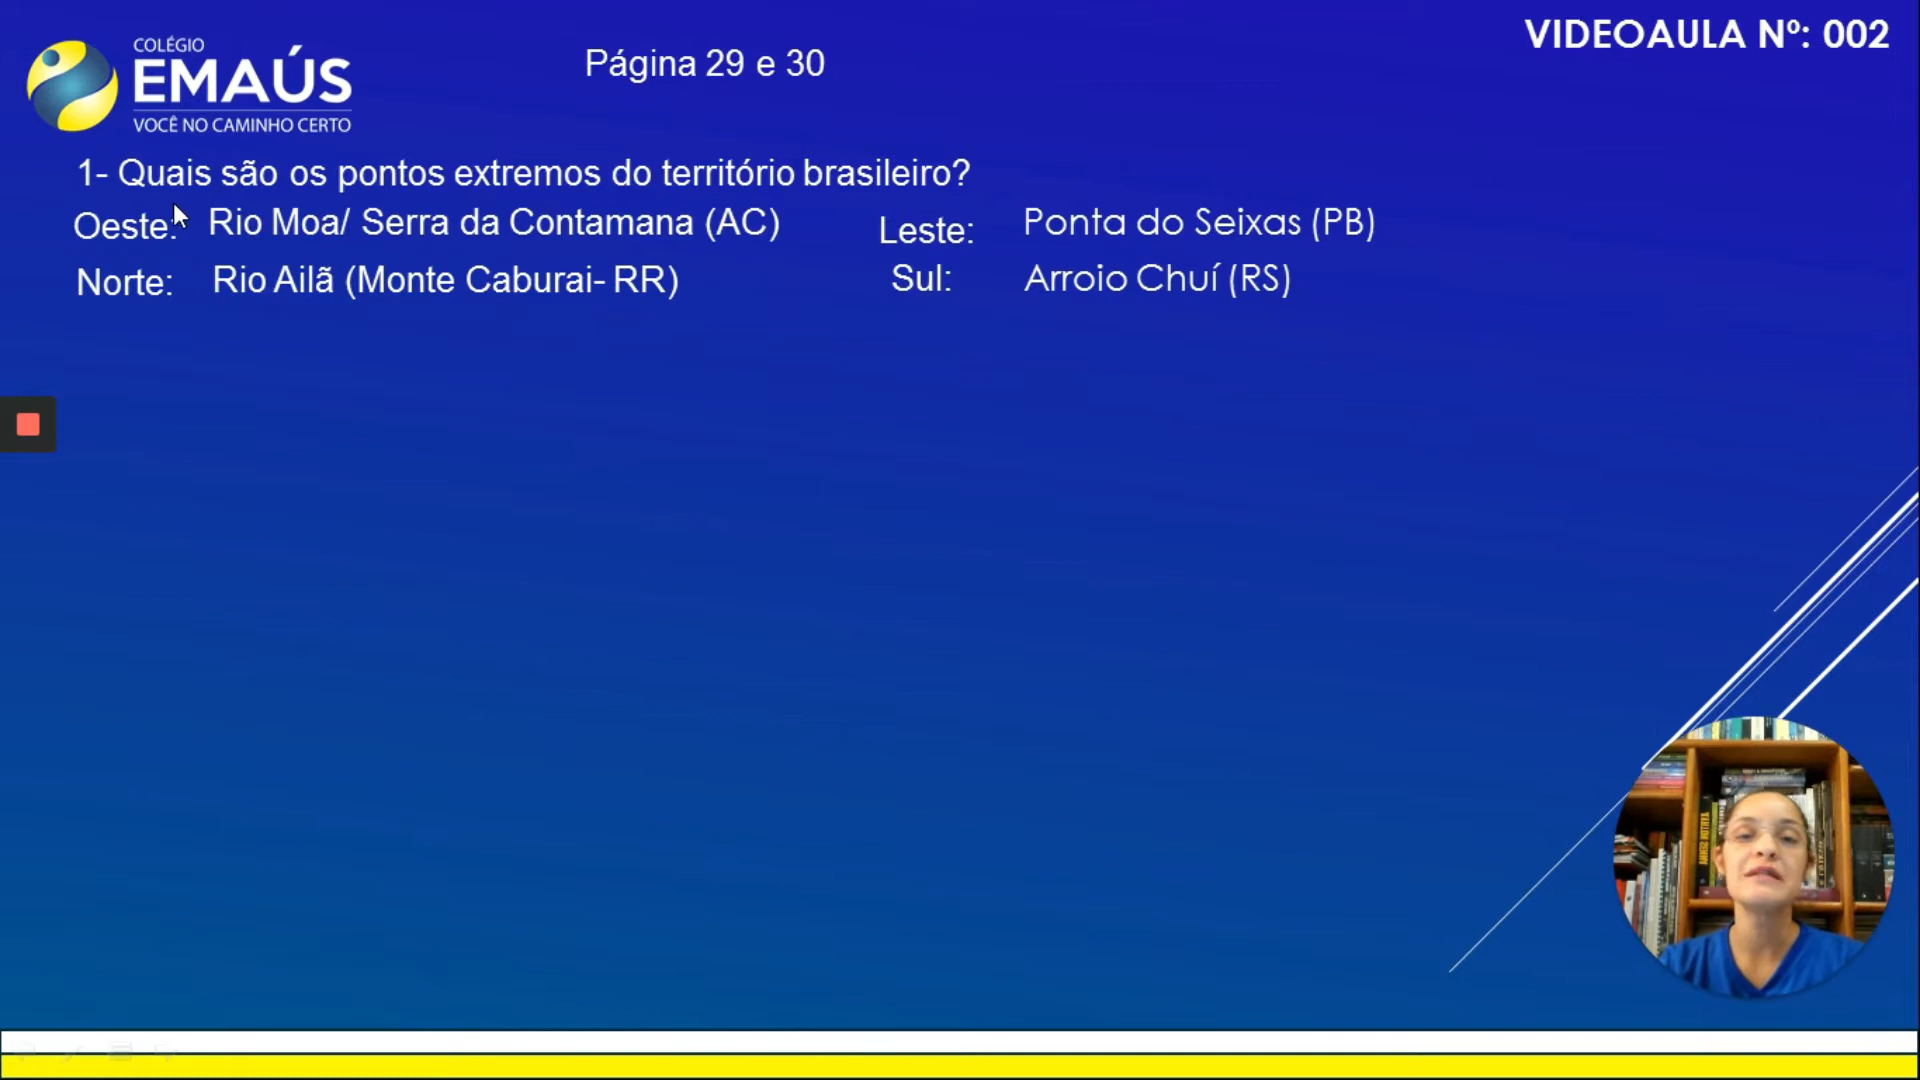 COLÉGIO
EMAÚS
VOCÊ NO CAMINHO CERTO
Página 29 e 30
VIDEOAULA Nº: 002
1- Quais são os pontos extremos do território brasileiro?
Oeste: Rio Moa/ Serra da Contamana (AC) Leste: Ponta do Seixas (PB)
Norte: Rio Ailã (Monte Caburai- RR) Sul: Arroio Chuí (RS)